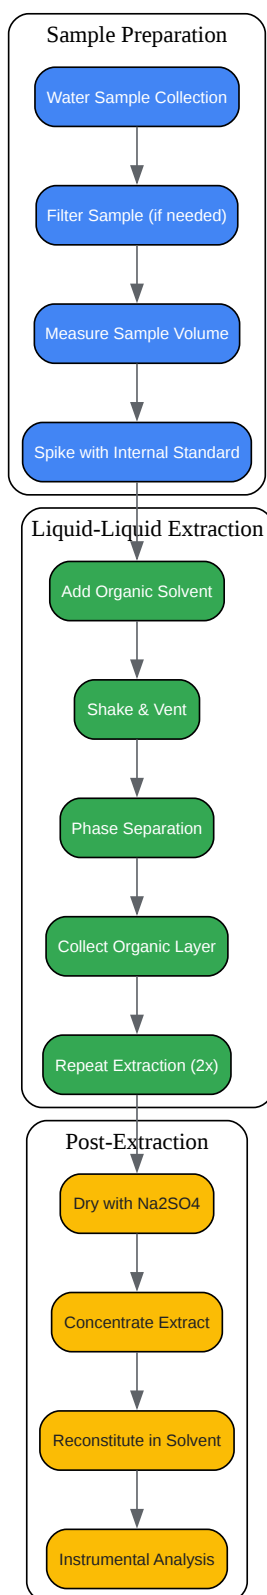 Sample Preparation
Water Sample Collection
Filter Sample (if needed)
Measure Sample Volume
Spike with Internal Standard
Liquid-Liquid Extraction
Add Organic Solvent
Shake & Vent
Phase Separation
Collect Organic Layer
Repeat Extraction (2x)
Post-Extraction
Dry with Na2SO4
Concentrate Extract
Reconstitute in Solvent
Instrumental Analysis